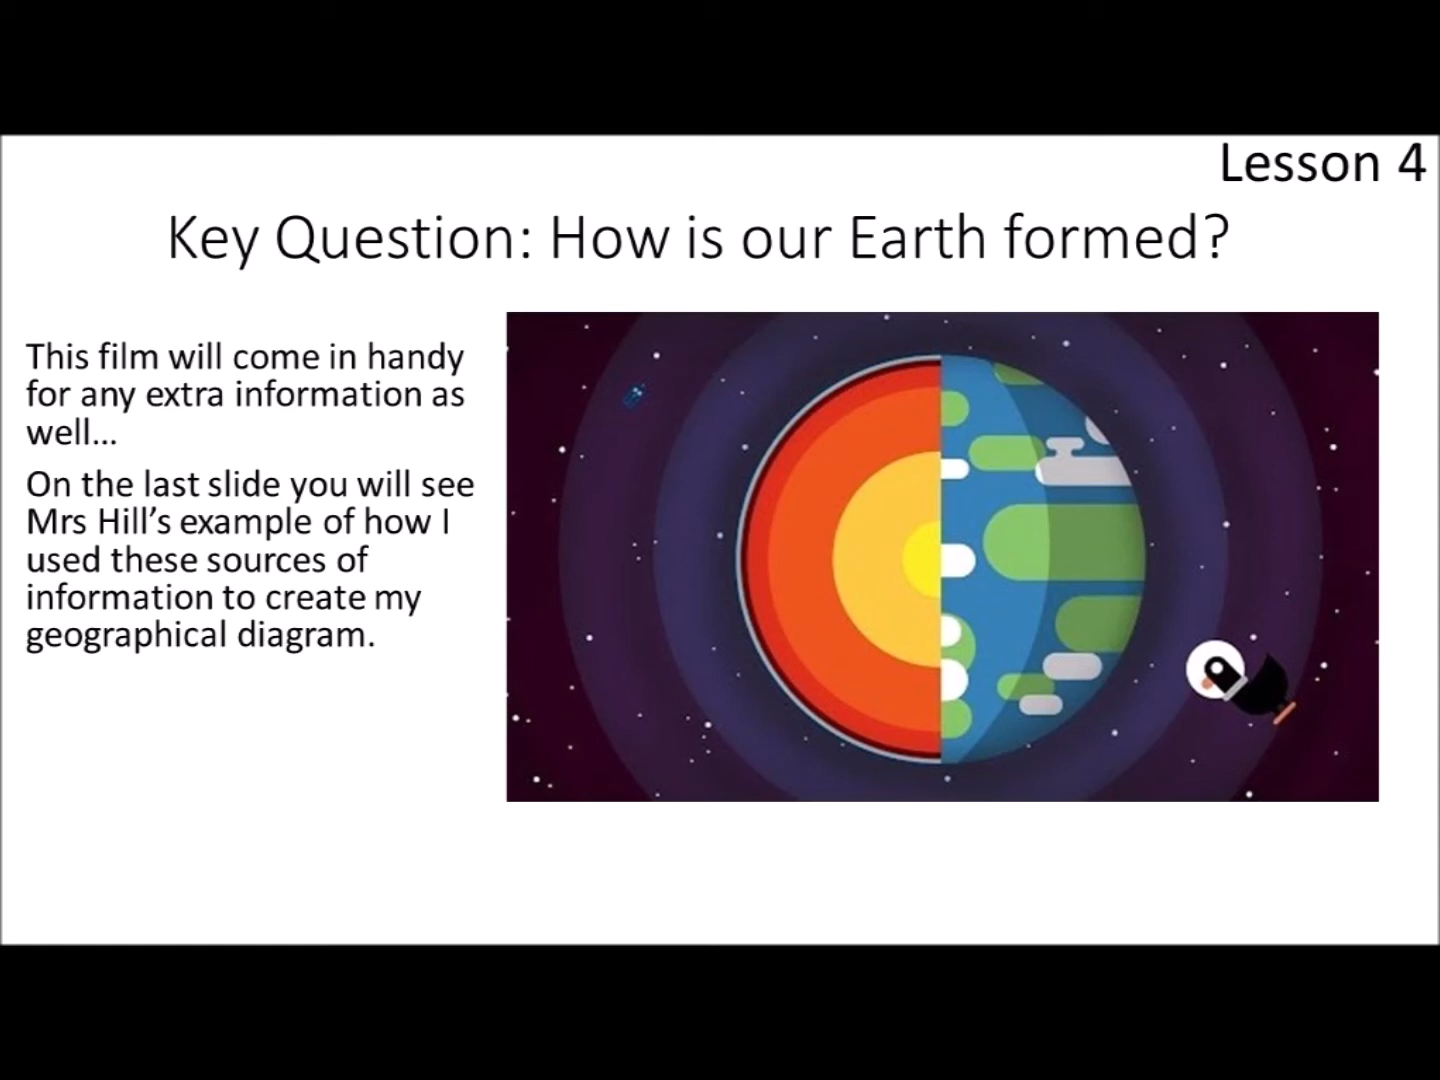 Lesson 4
Key Question: How is our Earth formed?
This film will come in handy
for any extra information as
well...
On the last slide you will see
Mrs Hill's example of how I
used these sources of
information to create my
geographical diagram.